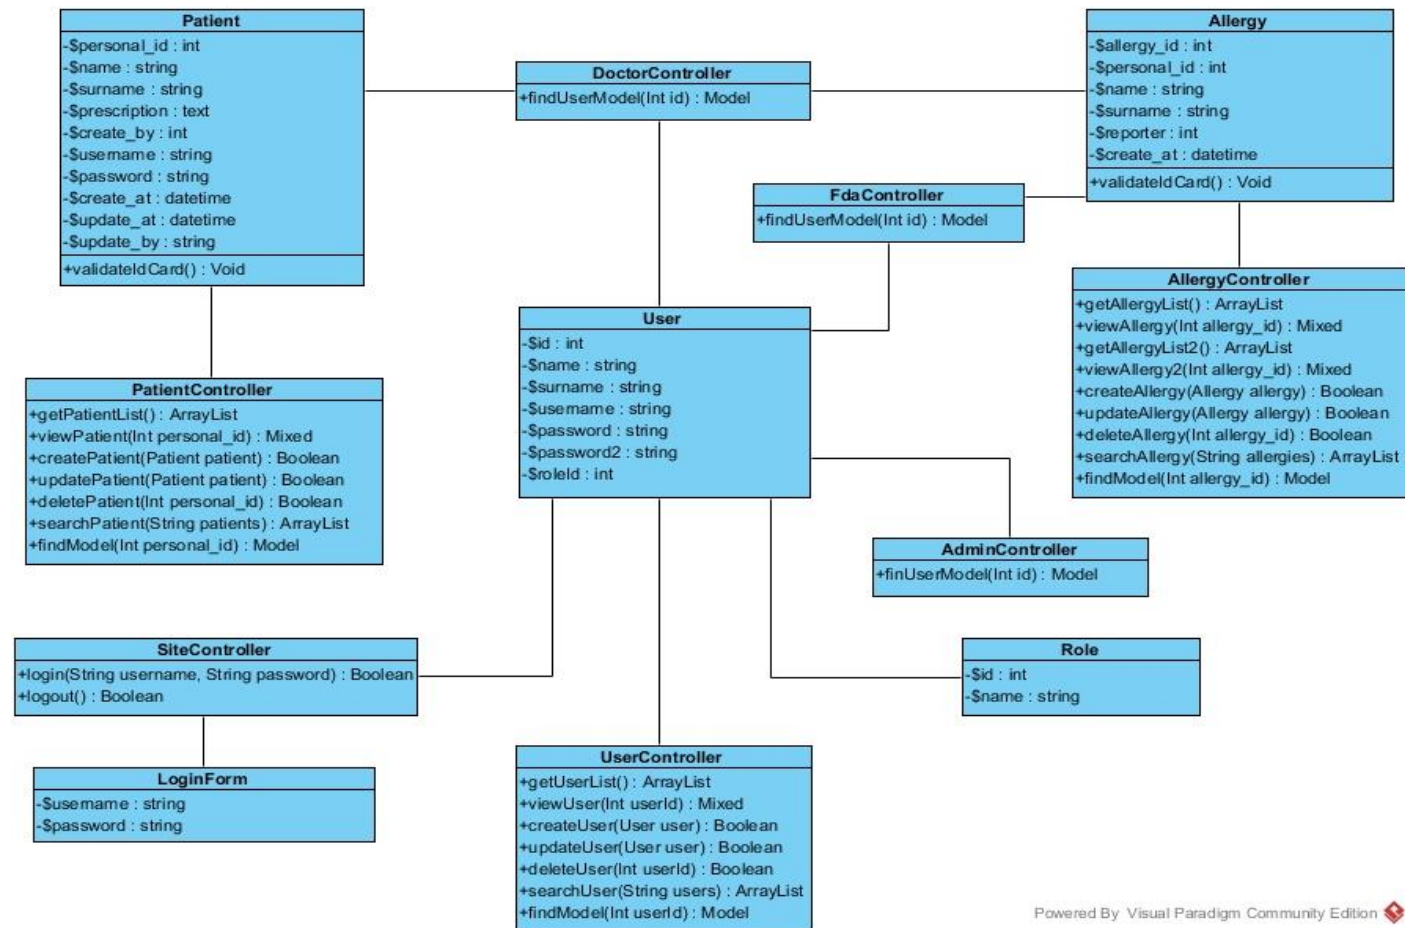 Patient
-$personal_id : int
-$name : string
-$surname : string
-$prescription : text
-$create_by : int
-$username : string
-$password : string
-$create_at : datetime
-$update_at : datetime
-$update_by : string
+validateIdCard() : Void
DoctorController
+findUserModel(Int id) : Model
Allergy
-$allergy_id : int
-$personal_id : int
-$name : string
-$surname : string
-$reporter : int
-$create_at : datetime
+validateIdCard() : Void
FdaController
+findUserModel(Int id) : Model
AllergyController
+getAllergyList() : ArrayList
+viewAllergy(Int allergy_id) : Mixed
+getAllergyList2() : ArrayList
+viewAllergy2(Int allergy_id) : Mixed
+createAllergy(Allergy allergy) : Boolean
+updateAllergy(Allergy allergy) : Boolean
+deleteAllergy(Int allergy_id) : Boolean
+searchAllergy(String allergies) : ArrayList
+findModel(Int allergy_id) : Model
User
-$id : int
-$name : string
-$surname : string
-$username : string
-$password : string
-$password2 : string
-$roleId : int
PatientController
+getPatientList() : ArrayList
+viewPatient(Int personal_id) : Mixed
+createPatient(Patient patient) : Boolean
+updatePatient(Patient patient) : Boolean
+deletePatient(Int personal_id) : Boolean
+searchPatient(String patients) : ArrayList
+findModel(Int personal_id) : Model
AdminController
+finUserModel(Int id) : Model
SiteController
+login(String username, String password) : Boolean
+logout() : Boolean
Role
-$id : int
-$name : string
LoginForm
-$username : string
-$password : string
UserController
+getUserList() : ArrayList
+viewUser(Int userId) : Mixed
+createUser(User user) : Boolean
+updateUser(User user) : Boolean
+deleteUser(Int userId) : Boolean
+searchUser(String users) : ArrayList
+findModel(Int userId) : Model
Powered By Visual Paradigm Community Edition